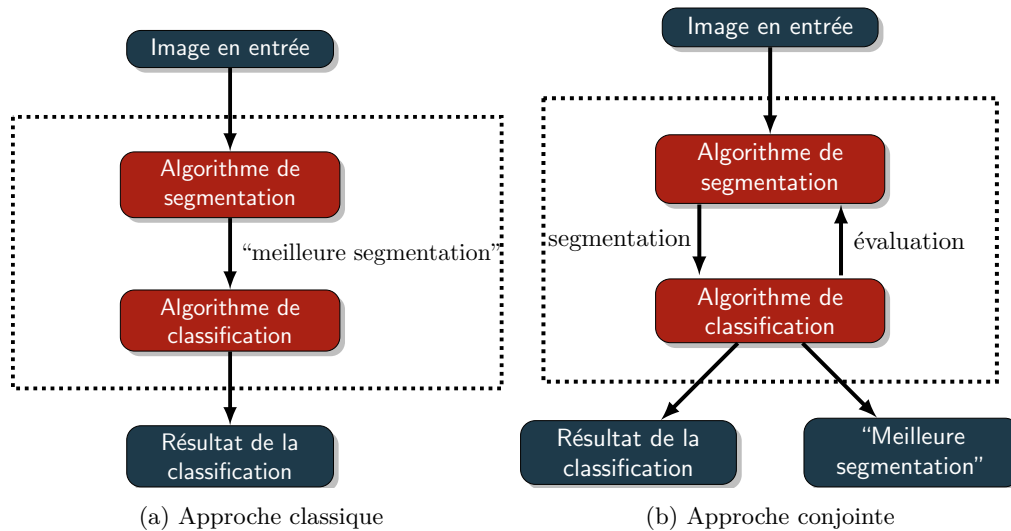 Image en entrée
Algorithme de
segmentation
“meilleure segmentation”
Algorithme de
classification
Résultat de la
classification
(a) Approche classique
Image en entrée
Algorithme de
segmentation
segmentation
évaluation
Algorithme de
classification
Résultat de la
classification
“Meilleure
segmentation”
(b) Approche conjointe